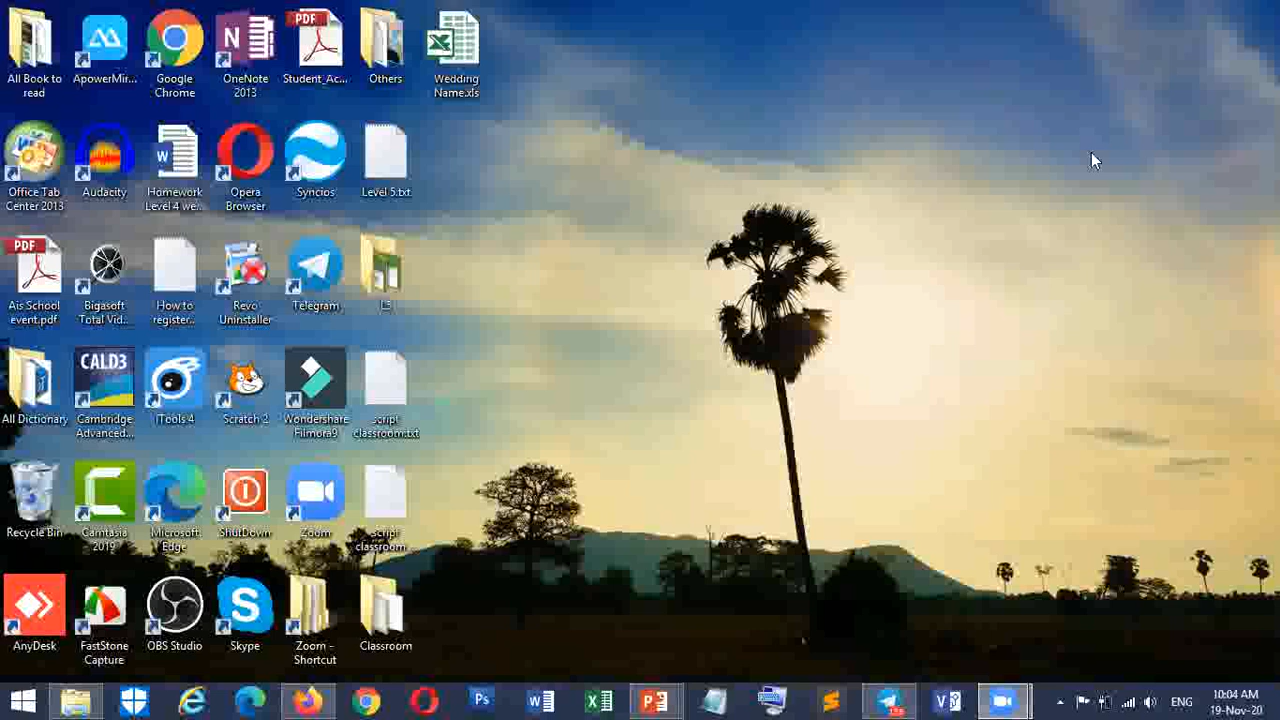 All Book to
read
ApowerMir...
Google
Chrome
OneNote
2013
PDF
Student_Ac...
Others
Wedding
Name.xls
Office Tab
Center 2013
Audacity
Homework
Level 4 we...
Opera
Browser
Syncios
Level 5.txt
PDF
Ais School
event.pdf
Bigasoft
Total Vid...
How to
register...
Revo
Uninstaller
Telegram
L5
All Dictionary
CALD3
Cambridge
Advanced...
iTools 4
Scratch 2
Wondershare
Filmora9
script
classroom.txt
Recycle Bin
Camtasia
2019
Microsoft
Edge
ShutDown
Zoom
script
classroom...
AnyDesk
FastStone
Capture
OBS Studio
Skype
Zoom -
Shortcut
Classroom
ENG
10:04 AM
19-Nov-20